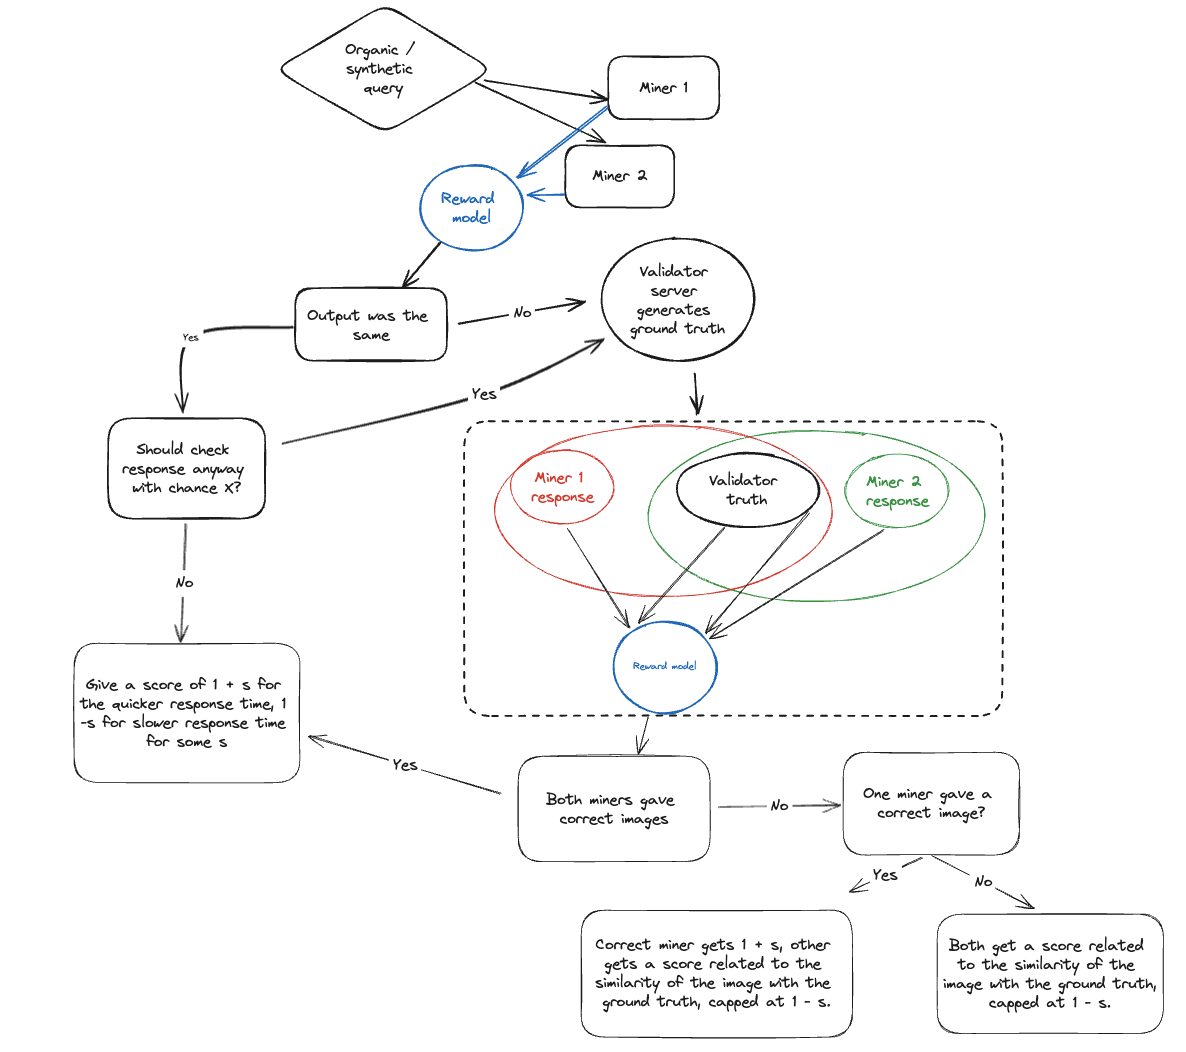 Organic /
synthetic
query
Miner 1
Miner 2
Reward
model
Output was the
same
No
Yes
Validator
server
generates
ground truth
Yes
Should check
response anyway
with chance X?
No
Miner 1
response
Validator
truth
Miner 2
response
Reward model
Give a score of 1 + s for
the quicker response time, 1
-s for slower response time
for some s
Yes
Both miners gave
correct images
No
One miner gave a
correct image?
Yes
No
Correct miner gets 1 + s, other
gets a score related to the
similarity of the image with the
ground truth, capped at 1 - s.
Both get a score related
to the similarity of the
image with the ground truth,
capped at 1 - s.